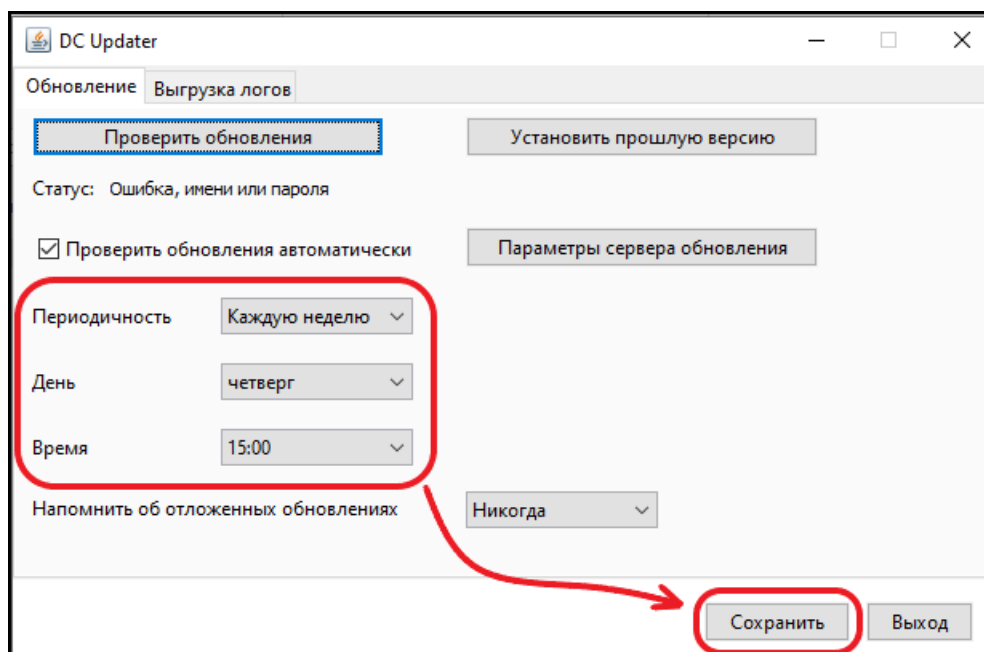 DC Updater
Обновление Выгрузка логов
Проверить обновления Установить прошлую версию
Статус: Ошибка, имени или пароля
Проверить обновления автоматически Параметры сервера обновления
Периодичность Каждую неделю
День четверг
Время 15:00
Напомнить об отложенных обновлениях Никогда
Сохранить Выход